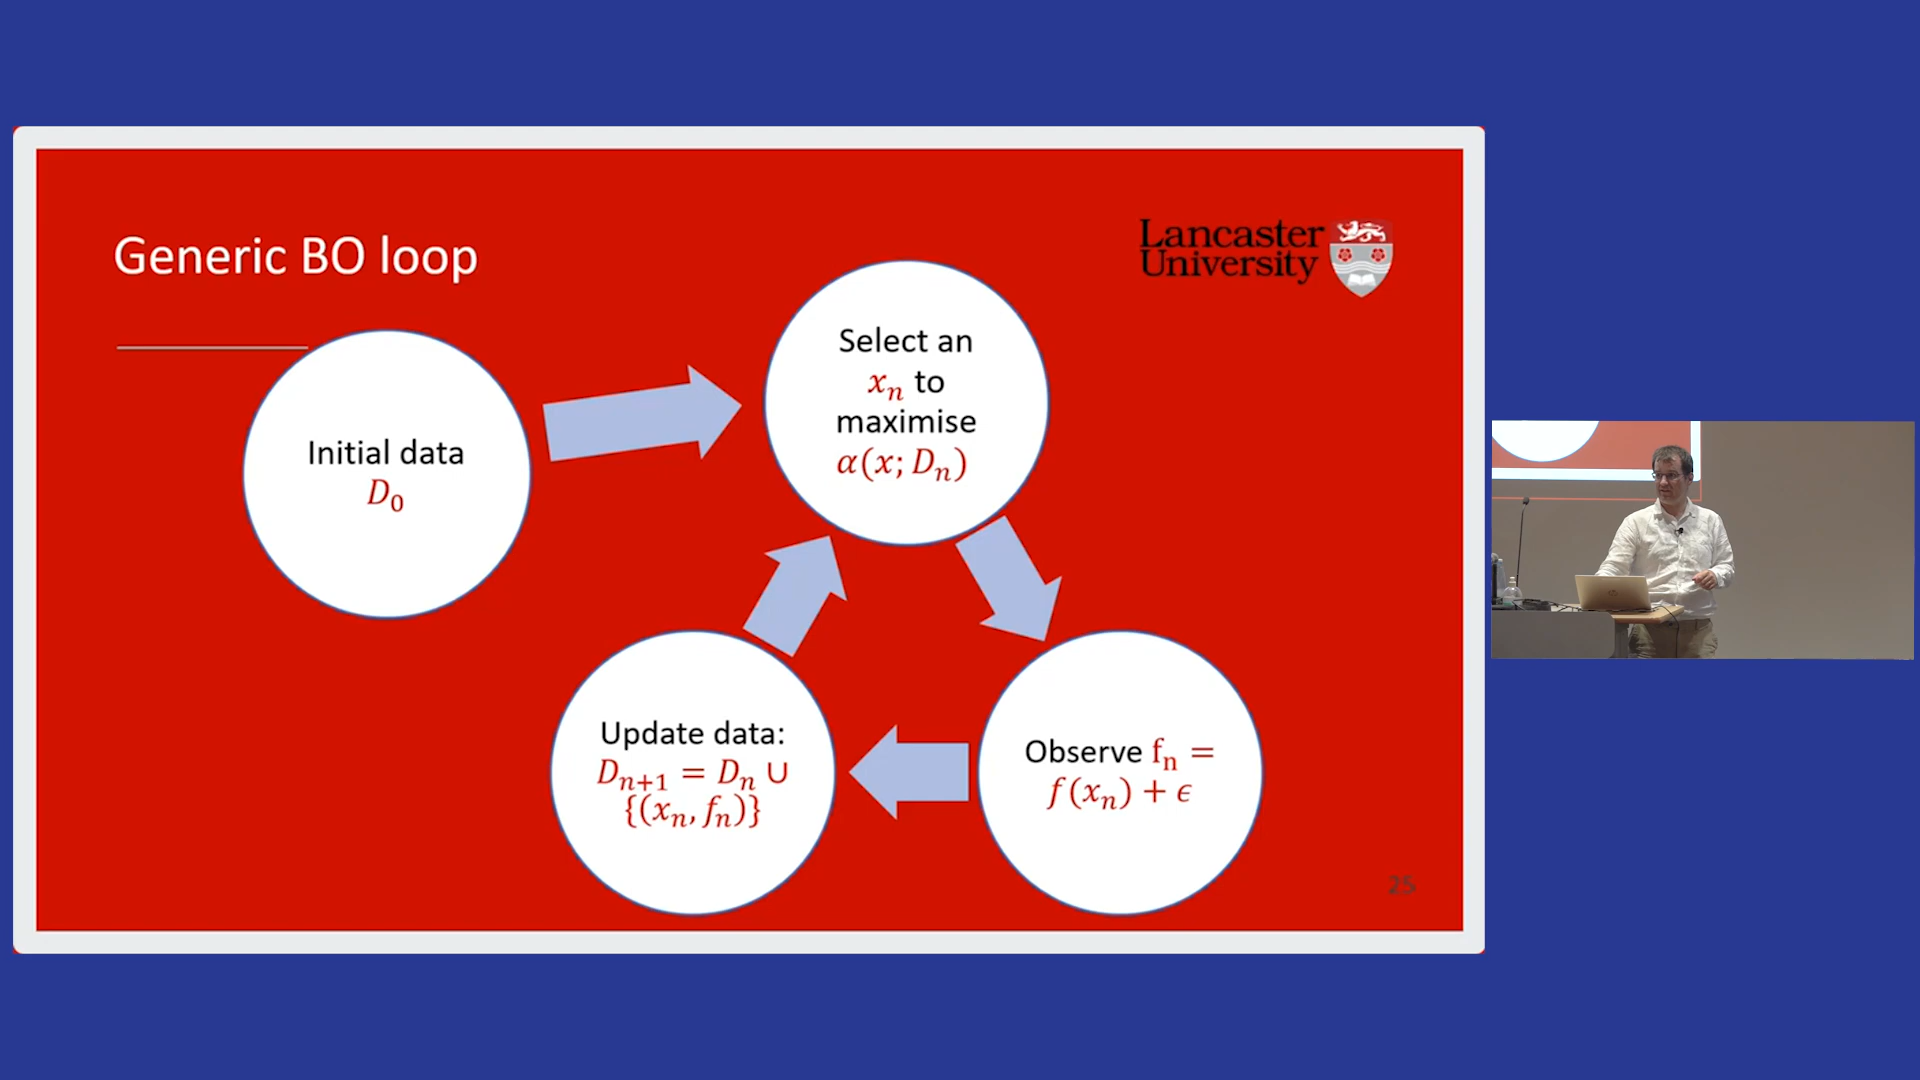 Generic BO loop
Lancaster
University
Initial data
D₀
Select an
xₙ to
maximise
α(x; Dₙ)
Observe fₙ =
f(xₙ) + ϵ
Update data:
Dₙ₊₁ = Dₙ ∪
{(xₙ, fₙ)}
25